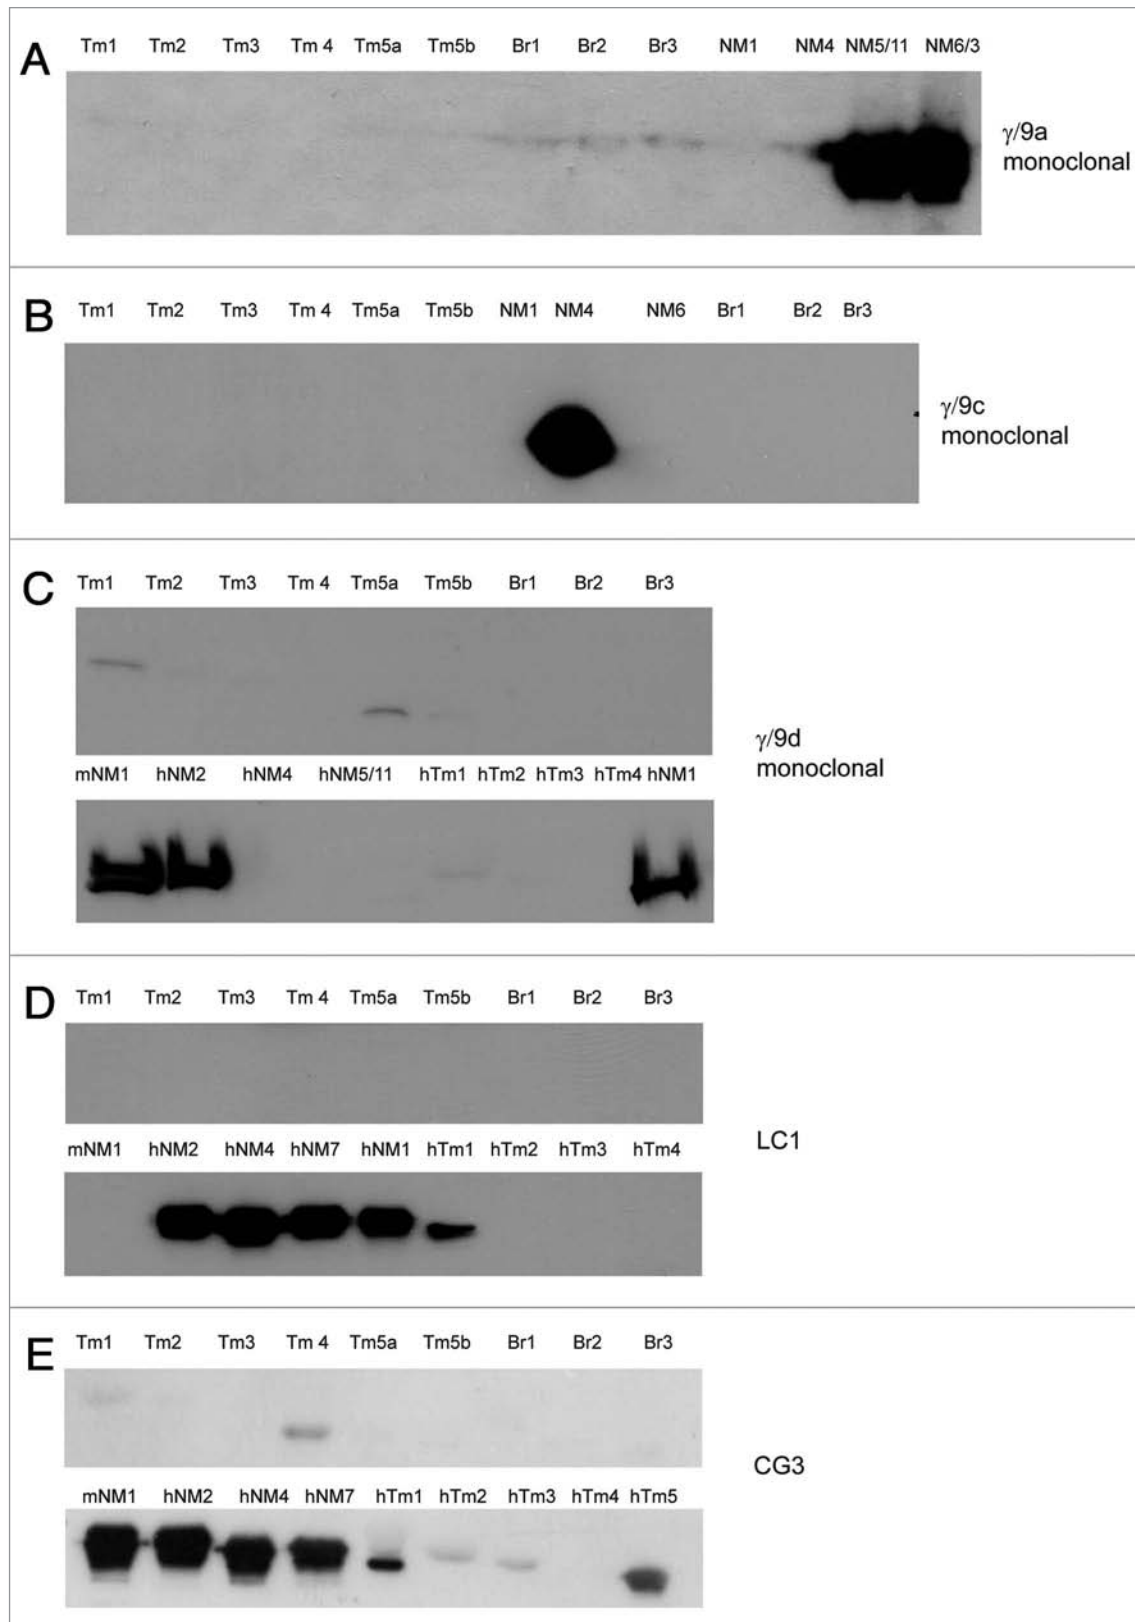 A
Tm1 Tm2 Tm3 Tm 4 Tm5a Tm5b Br1 Br2 Br3 NM1 NM4 NM5/11 NM6/3
γ/9a
monoclonal
B
Tm1 Tm2 Tm3 Tm 4 Tm5a Tm5b NM1 NM4 NM6 Br1 Br2 Br3
γ/9c
monoclonal
C
Tm1 Tm2 Tm3 Tm 4 Tm5a Tm5b Br1 Br2 Br3
γ/9d
monoclonal
mNM1 hNM2 hNM4 hNM5/11 hTm1 hTm2 hTm3 hTm4 hNM1
D
Tm1 Tm2 Tm3 Tm 4 Tm5a Tm5b Br1 Br2 Br3
LC1
mNM1 hNM2 hNM4 hNM7 hNM1 hTm1 hTm2 hTm3 hTm4
E
Tm1 Tm2 Tm3 Tm 4 Tm5a Tm5b Br1 Br2 Br3
CG3
mNM1 hNM2 hNM4 hNM7 hTm1 hTm2 hTm3 hTm4 hTm5